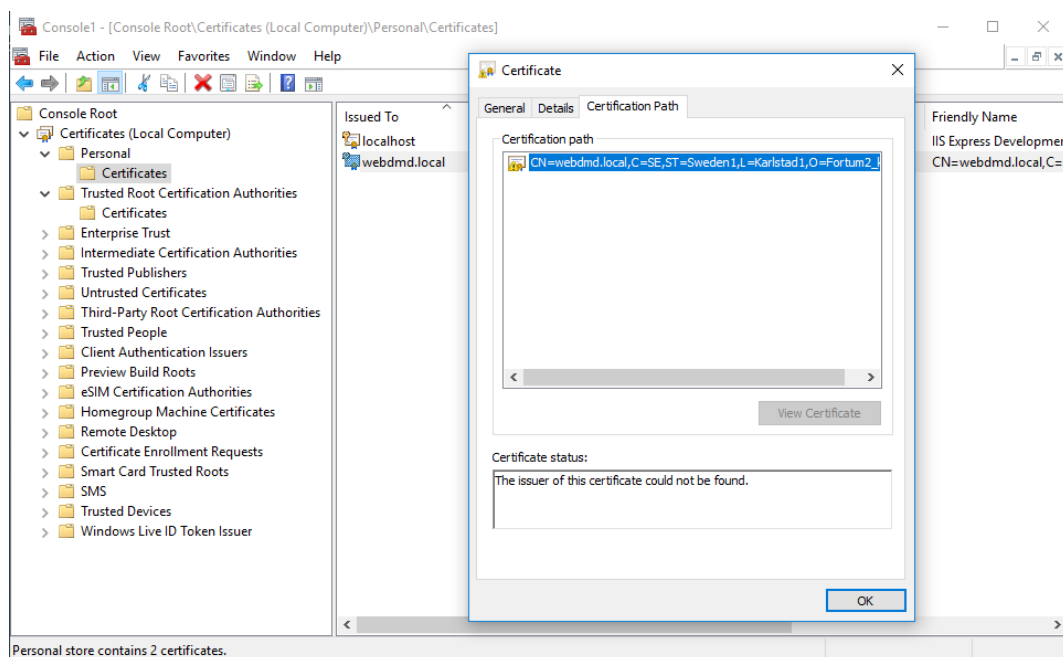 Console1 - [Console Root\Certificates (Local Computer)\Personal\Certificates]
File Action View Favorites Window Help
Console Root
Certificates (Local Computer)
Personal
Certificates
Trusted Root Certification Authorities
Certificates
Enterprise Trust
Intermediate Certification Authorities
Trusted Publishers
Untrusted Certificates
Third-Party Root Certification Authorities
Trusted People
Client Authentication Issuers
Preview Build Roots
eSIM Certification Authorities
Homegroup Machine Certificates
Remote Desktop
Certificate Enrollment Requests
Smart Card Trusted Roots
SMS
Trusted Devices
Windows Live ID Token Issuer
Issued To
localhost
webdmd.local
Certificate
General Details Certification Path
Certification path
CN=webdmd.local,C=SE,ST=Sweden1,L=Karlstad1,O=Fortum2_
View Certificate
Certificate status:
The issuer of this certificate could not be found.
OK
Friendly Name
IIS Express Developmer
CN=webdmd.local,C=
Personal store contains 2 certificates.